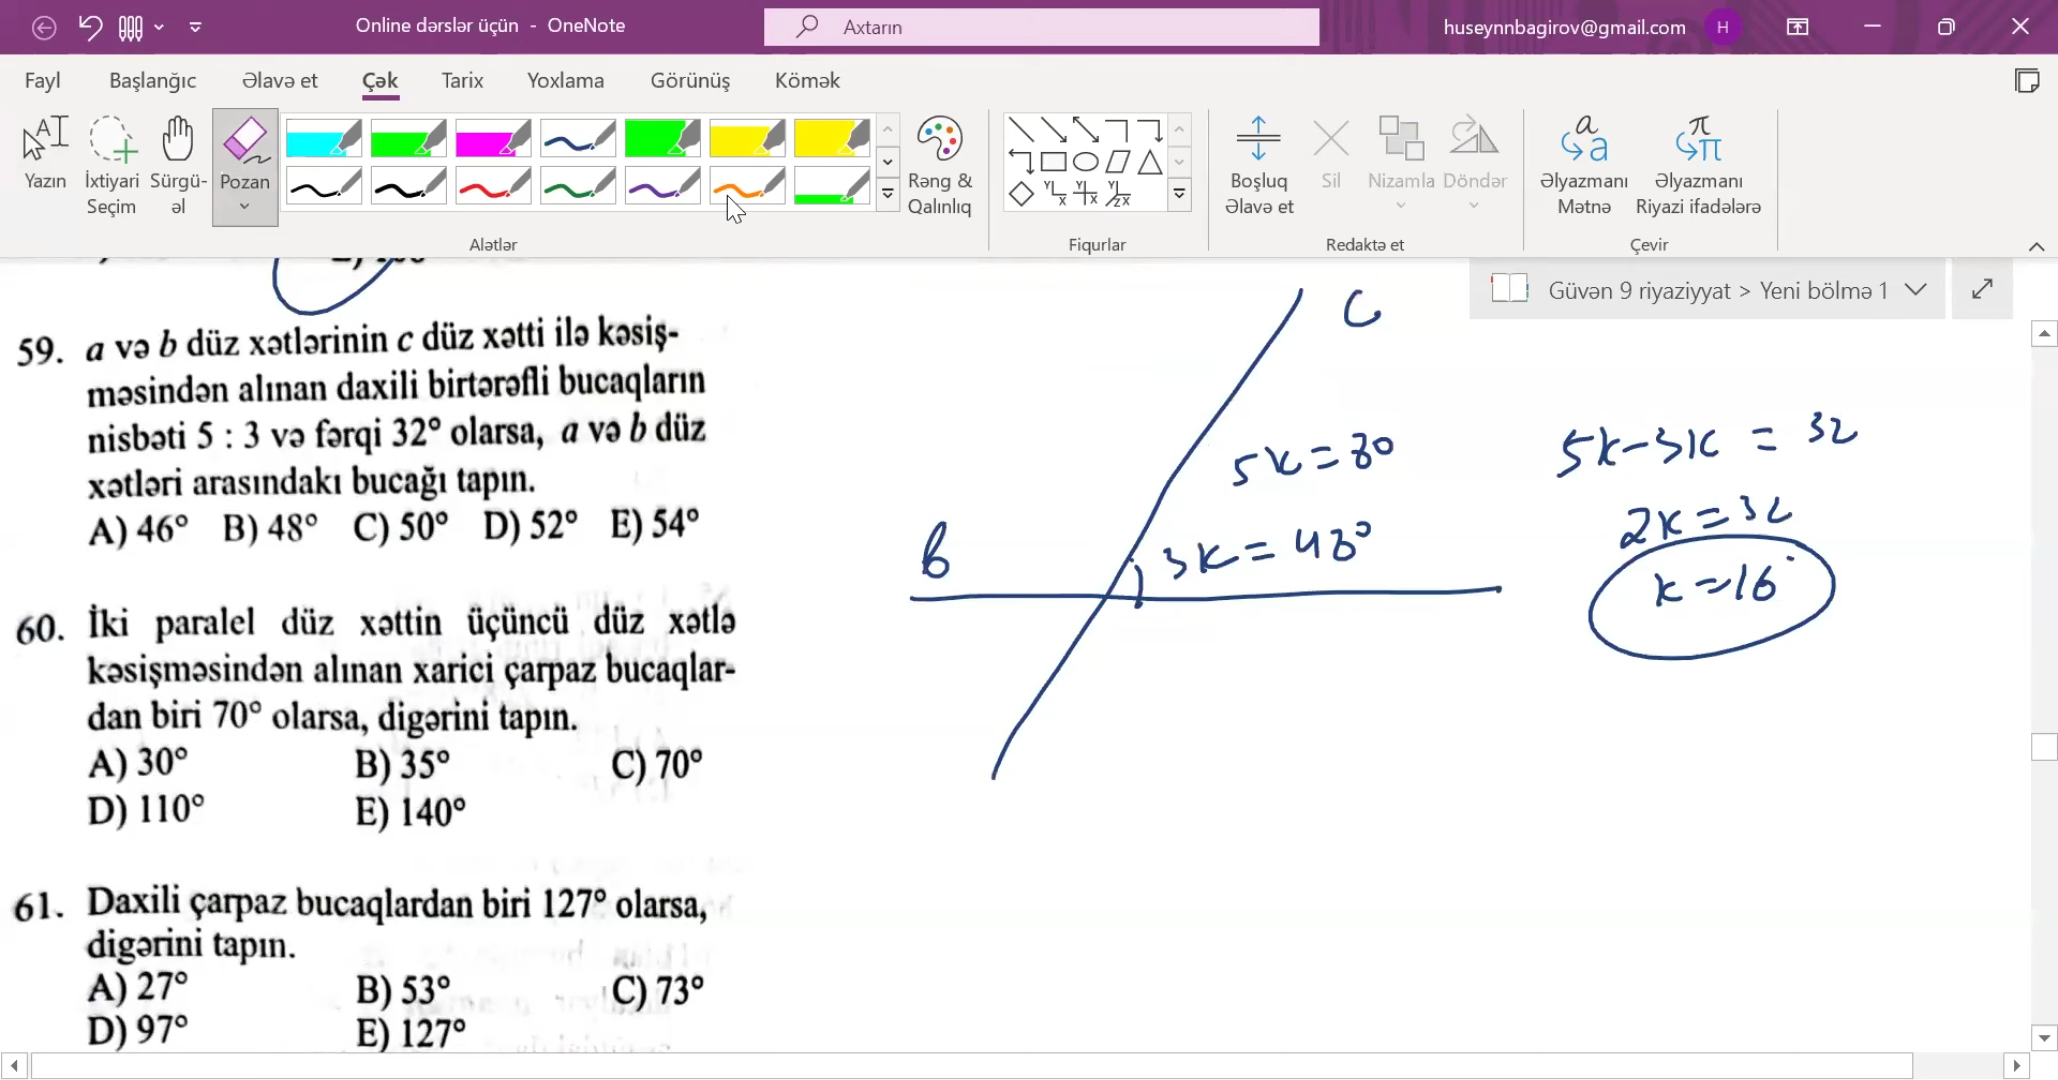 Online dərslər üçün - OneNote
Axtarın
huseynnbagirov@gmail.com
H
Fayl
Başlanğıc
Əlavə et
Çək
Tarix
Yoxlama
Görünüş
Kömək
Yazın
İxtiyari Seçim
Sürgü-əl
Pozan
Rəng & Qalınlıq
Boşluq Əlavə et
Sil
Nizamla
Döndər
Əlyazmanı Mətnə
Əlyazmanı Riyazi ifadələrə
Alətlər
Fiqurlar
Redaktə et
Çevir
Güvən 9 riyaziyyat > Yeni bölmə 1
59. a və b düz xətlərinin c düz xətti ilə kəsiş-
məsindən alınan daxili birtərəfli bucaqların
nisbəti 5 : 3 və fərqi 32° olarsa, a və b düz
xətləri arasındakı bucağı tapın.
A) 46° B) 48° C) 50° D) 52° E) 54°
60. İki paralel düz xəttin üçüncü düz xətlə
kəsişməsindən alınan xarici çarpaz bucaqlar-
dan biri 70° olarsa, digərini tapın.
A) 30° B) 35° C) 70°
D) 110° E) 140°
61. Daxili çarpaz bucaqlardan biri 127° olarsa,
digərini tapın.
A) 27° B) 53° C) 73°
D) 97° E) 127°
c
5k=80
b
3k=48°
5k-3k = 32
2k=32
k=16°